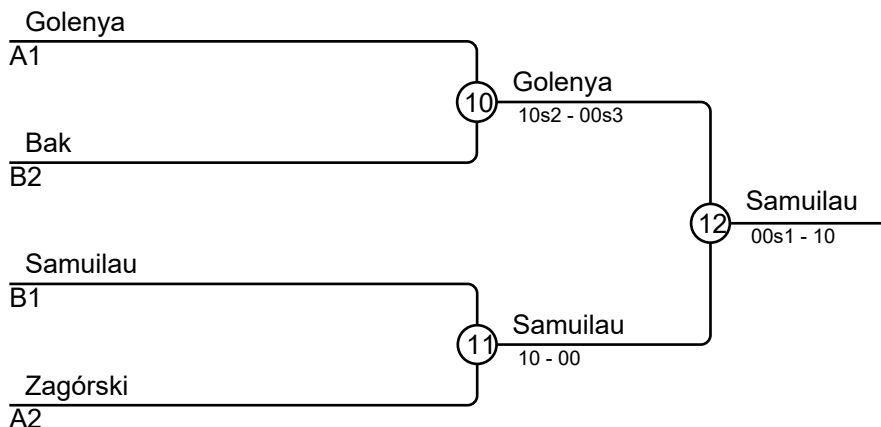 Golenya
A1
10
Golenya
10s2 - 00s3
Bak
B2
12
Samuilau
00s1 - 10
Samuilau
B1
11
Samuilau
10 - 00
Zagórski
A2